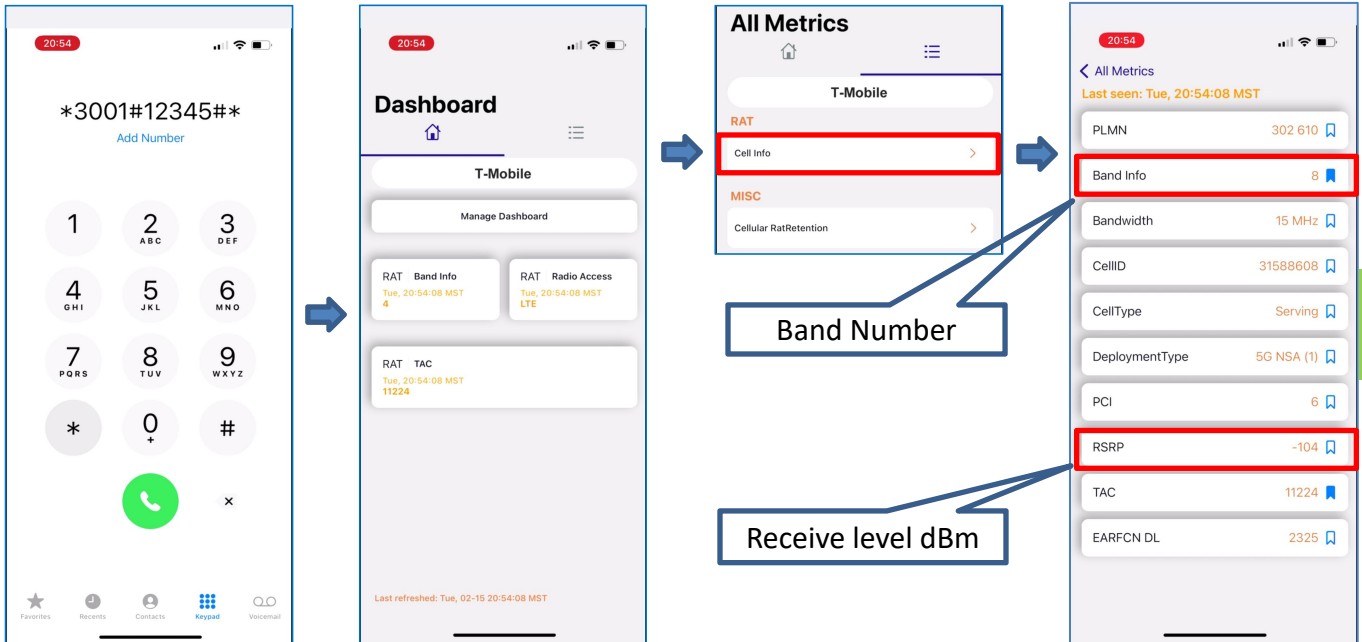 20:54
*3001#12345#*
Add Number
1
2
ABC
3
DEF
4
GHI
5
JKL
6
MNO
7
PQRS
8
TUV
9
WXYZ
*
0
+
#
Favorites
Recents
Contacts
Keypad
Voicemail
20:54
Dashboard
T-Mobile
Manage Dashboard
RAT Band Info
Tue, 20:54:08 MST
4
RAT Radio Access
Tue, 20:54:08 MST
LTE
RAT TAC
Tue, 20:54:08 MST
11224
Last refreshed: Tue, 02-15 20:54:08 MST
All Metrics
T-Mobile
RAT
Cell Info
MISC
Cellular RatRetention
Band Number
Receive level dBm
20:54
All Metrics
Last seen: Tue, 20:54:08 MST
PLMN 302 610
Band Info 8
Bandwidth 15 MHz
CellID 31588608
CellType Serving
DeploymentType 5G NSA (1)
PCI 6
RSRP -104
TAC 11224
EARFCN DL 2325